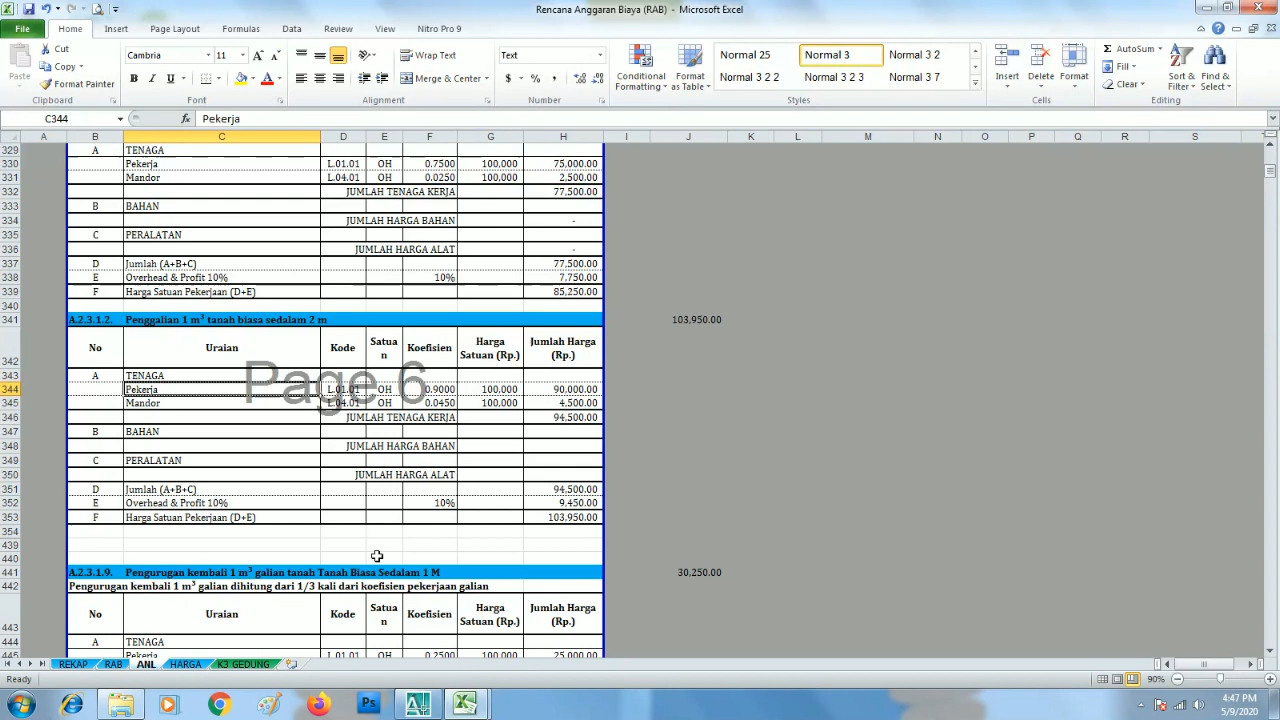 Rencana Anggaran Biaya (RAB) - Microsoft Excel
File Home Insert Page Layout Formulas Data Review View Nitro Pro 9
Paste Cut Copy Format Painter Clipboard
Cambria 11 A A B I U A Font
Wrap Text Merge & Center Alignment
Text $ % , Number
Conditional Formatting Format as Table
Normal 25 Normal 3 Normal 3 2
Normal 3 2 2 Normal 3 2 3 Normal 3 7
Styles
Insert Delete Format Cells
Σ AutoSum Fill Clear Sort & Filter Find & Select Editing
C344 fx Pekerja
A B C D E F G H I J K L M N O P Q R S
329 A TENAGA
330 Pekerja L.01.01 OH 0.7500 100,000 75.000.00
331 Mandor L.04.01 OH 0.0250 100,000 2.500.00
332 JUMLAH TENAGA KERJA 77,500.00
333 B BAHAN
334 JUMLAH HARGA BAHAN -
335 C PERALATAN
336 JUMLAH HARGA ALAT -
337 D Jumlah (A+B+C) 77,500.00
338 E Overhead & Profit 10% 10% 7,750.00
339 F Harga Satuan Pekerjaan (D+E) 85,250.00
340
341 A.2.3.1.2. Penggalian 1 m³ tanah biasa sedalam 2 m 103,950.00
342 No Uraian Kode Satuan Koefisien Harga Satuan (Rp.) Jumlah Harga (Rp.)
343 A TENAGA
Page 6
344 Pekerja L.01.01 OH 0.9000 100,000 90.000.00
345 Mandor L.04.01 OH 0.0450 100,000 4,500.00
346 JUMLAH TENAGA KERJA 94,500.00
347 B BAHAN
348 JUMLAH HARGA BAHAN
349 C PERALATAN
350 JUMLAH HARGA ALAT
351 D Jumlah (A+B+C) 94,500.00
352 E Overhead & Profit 10% 10% 9,450.00
353 F Harga Satuan Pekerjaan (D+E) 103,950.00
354
439
440
441 A.2.3.1.9. Pengurugan kembali 1 m³ galian tanah Tanah Biasa Sedalam 1 M 30,250.00
442 Pengurugan kembali 1 m³ galian dihitung dari 1/3 kali dari koefisien pekerjaan galian
443 No Uraian Kode Satuan Koefisien Harga Satuan (Rp.) Jumlah Harga (Rp.)
444 A TENAGA
445 Pekerja L.01.01 OH 0.2500 100,000 25,000.00
REKAP RAB ANL HARGA K3 GEDUNG
Ready 90%
Ps
4:47 PM
5/9/2020